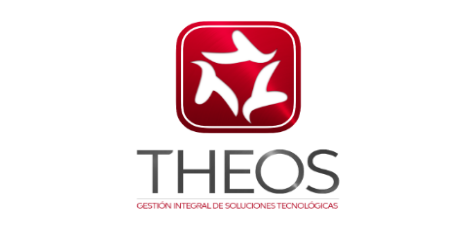 THEOS
GESTIÓN INTEGRAL DE SOLUCIONES TECNOLÓGICAS